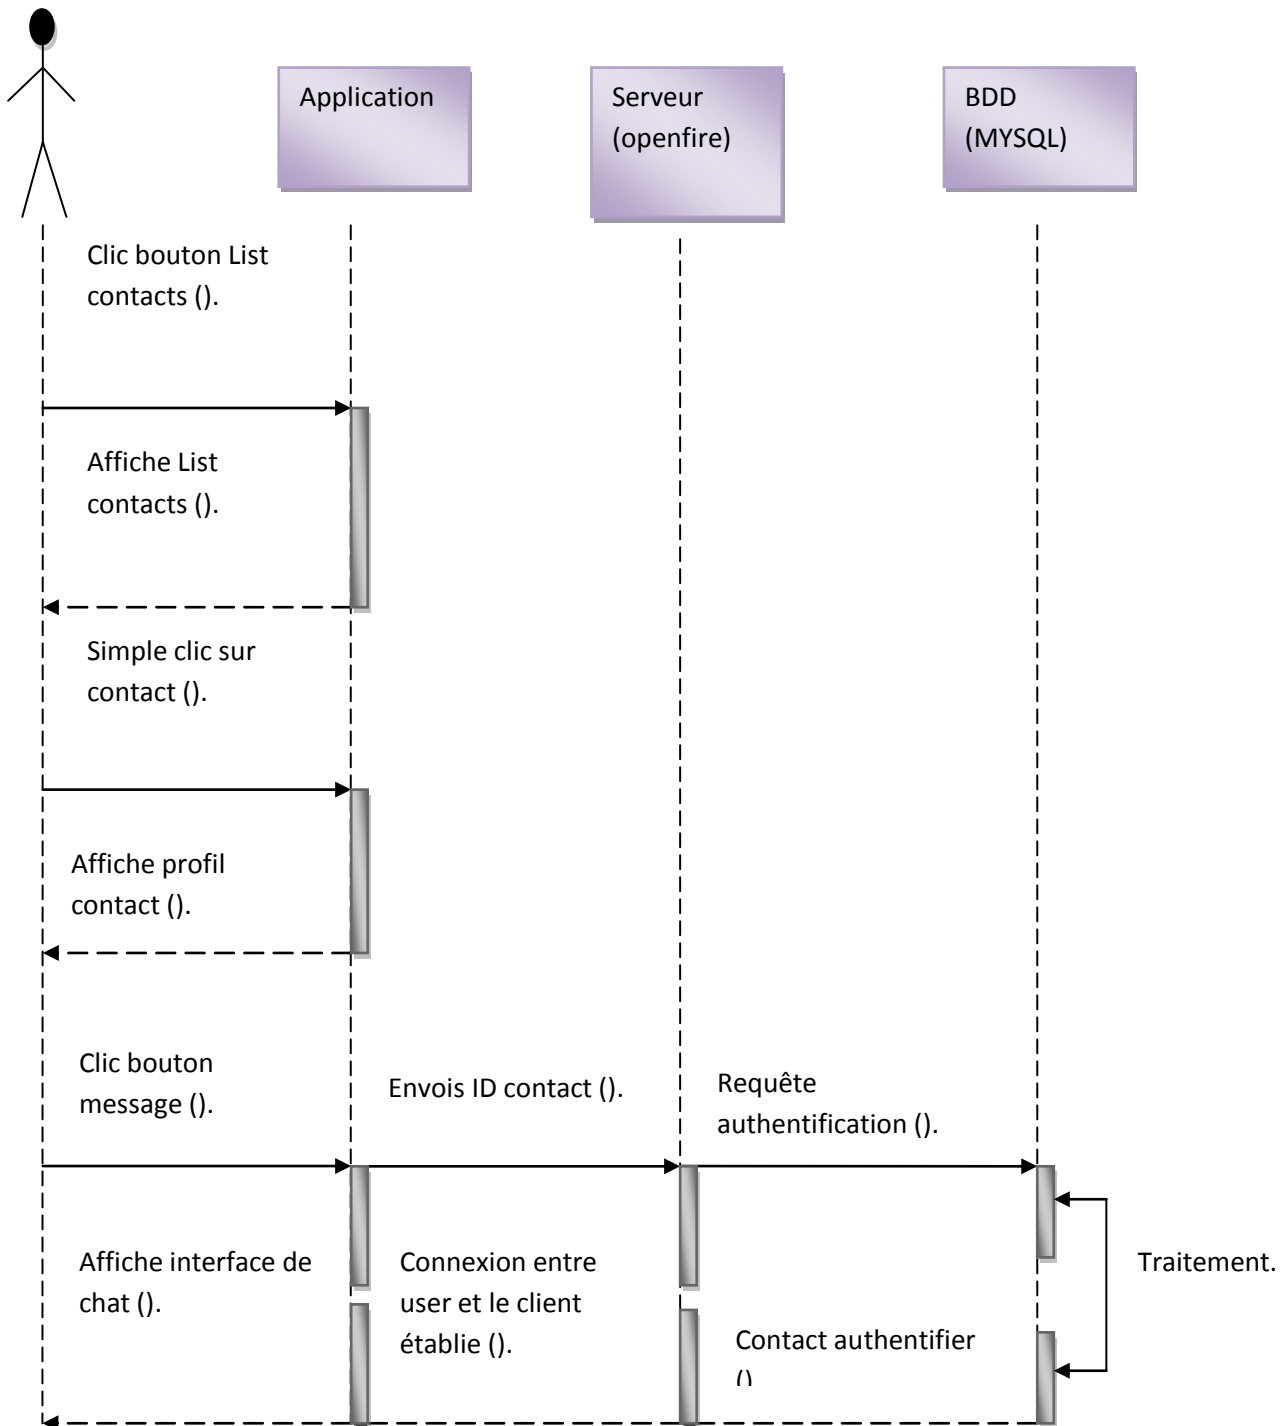 Application
Serveur
(openfire)
BDD
(MYSQL)
Clic bouton List
contacts ().
Affiche List
contacts ().
Simple clic sur
contact ().
Affiche profil
contact ().
Clic bouton
message ().
Envois ID contact ().
Requête
authentification ().
Affiche interface de
chat ().
Connexion entre
user et le client
établie ().
Contact authentifier
()
Traitement.